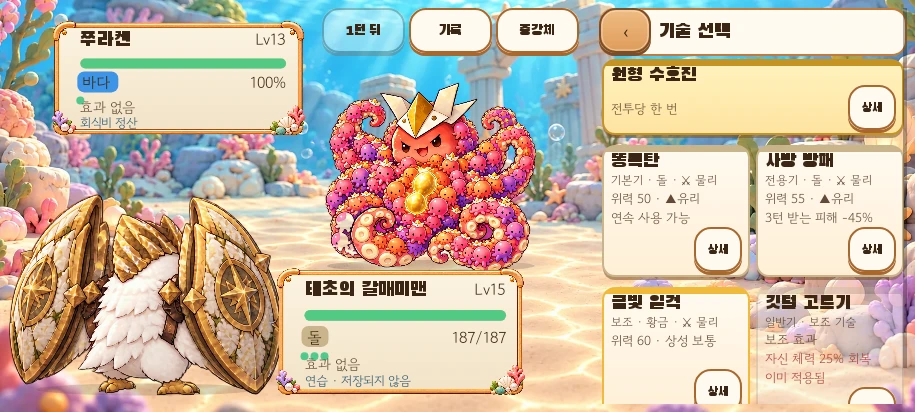 쭈라켄 Lv13
바다 100%
효과 없음
회식비 정산
1턴 뒤
기록
중강체
‹ 기술 선택
원형 수호진
전투당 한 번
상세
똥폭탄
기본기 · 돌 · ⚔ 물리
위력 50 · ▲유리
연속 사용 가능
상세
사방 방패
전용기 · 돌 · ⚔ 물리
위력 55 · ▲유리
3턴 받는 피해 -45%
상세
태초의 갈매미맨 Lv15
돌 187/187
효과 없음
연습 · 저장되지 않음
금빛 일격
보조 · 황금 · ⚔ 물리
위력 60 · 상성 보통
상세
깃털 고르기
일반기 · 보조 기술
보조 효과
자신 체력 25% 회복
이미 적용됨